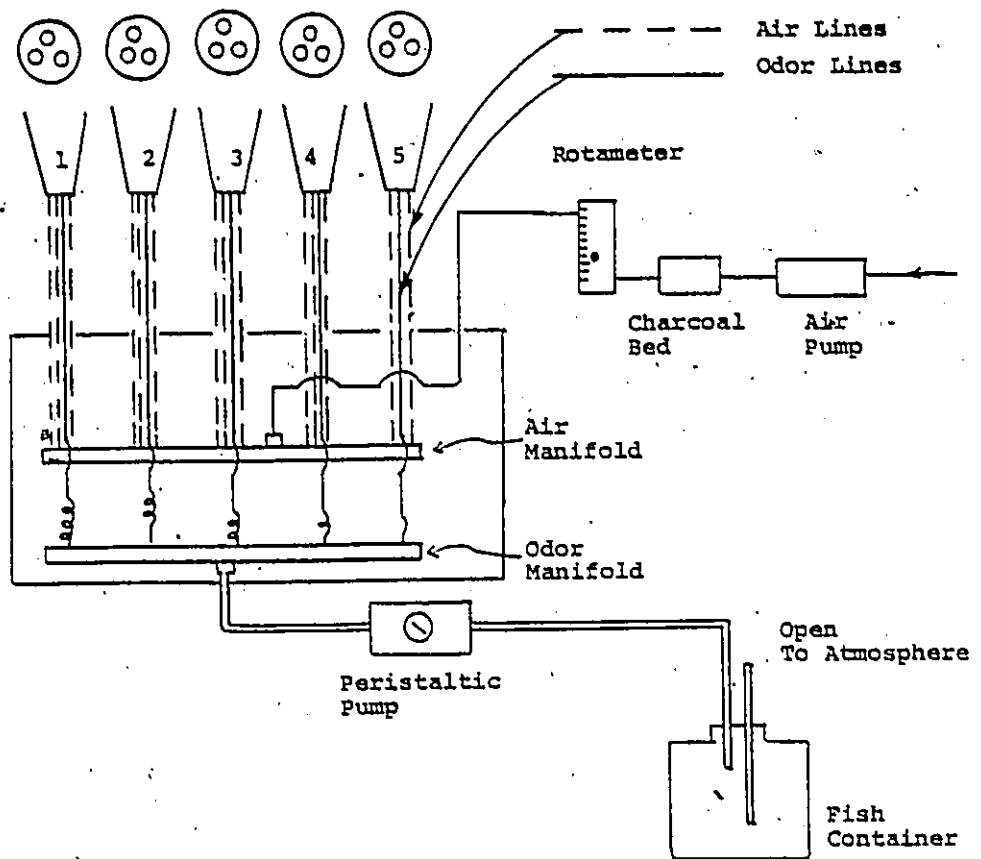 Air Lines
Odor Lines
1 2 3 4 5
Rotameter
Charcoal
Bed
Air
Pump
Air
Manifold
Odor
Manifold
Peristaltic
Pump
Open
To Atmosphere
Fish
Container